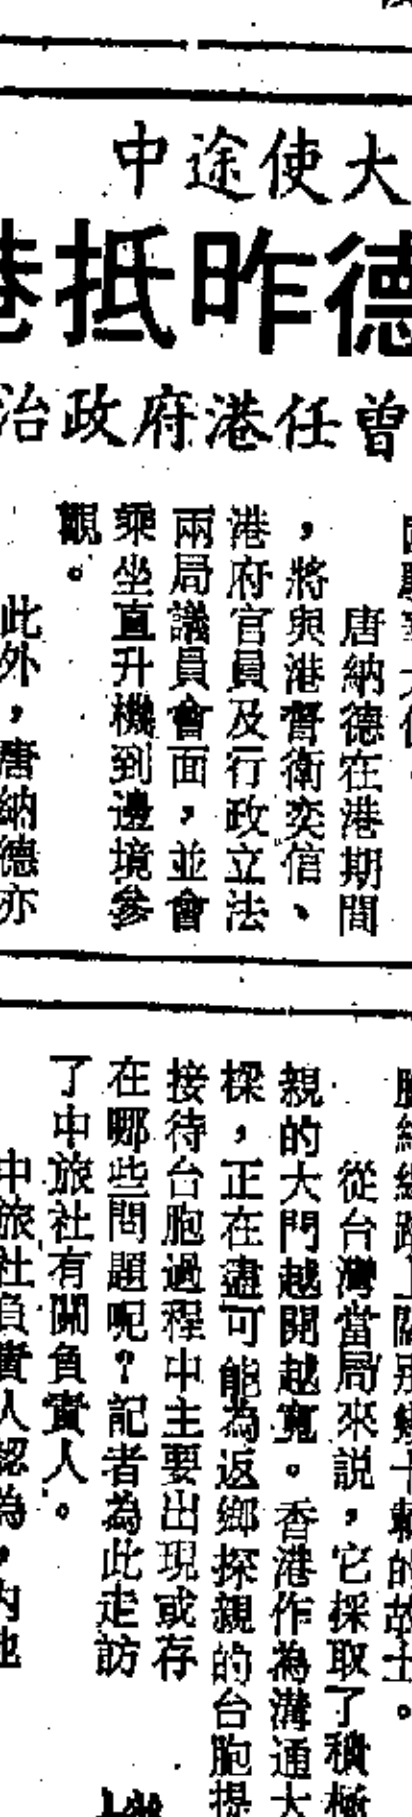 大使途中
德昨抵港
曾任港府政治
唐納德在港期間
，將與港督衛奕信、
港府官員及行政立法
兩局議員會面，並會
乘坐直升機到邊境參
觀。
此外，唐納德亦
的故土。
從台灣當局來説，它採取了積極
親的大門越開越寬。香港作為溝通大
樑，正在盡可能為返鄉探親的台胞提
接待台胞過程中主要出現或存
在哪些問題呢？記者為此走訪
了中旅社有關負責人。
中旅社負責人認為，內地